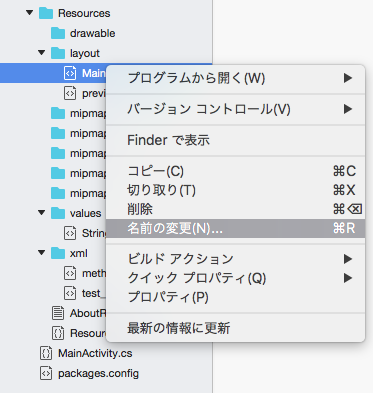 Resources
drawable
layout
Main
プログラムから開く(W)
previ
バージョン コントロール(V)
mipmap
Finder で表示
mipmap
mipmap
コピー(C) ⌘C
mipmap
切り取り(T) ⌘X
mipmap
削除 ⌘⌫
values
名前の変更(N)... ⌘R
String
xml
ビルド アクション
meth
クイック プロパティ(Q)
test_
プロパティ(P)
AboutR
Resour
最新の情報に更新
MainActivity.cs
packages.config